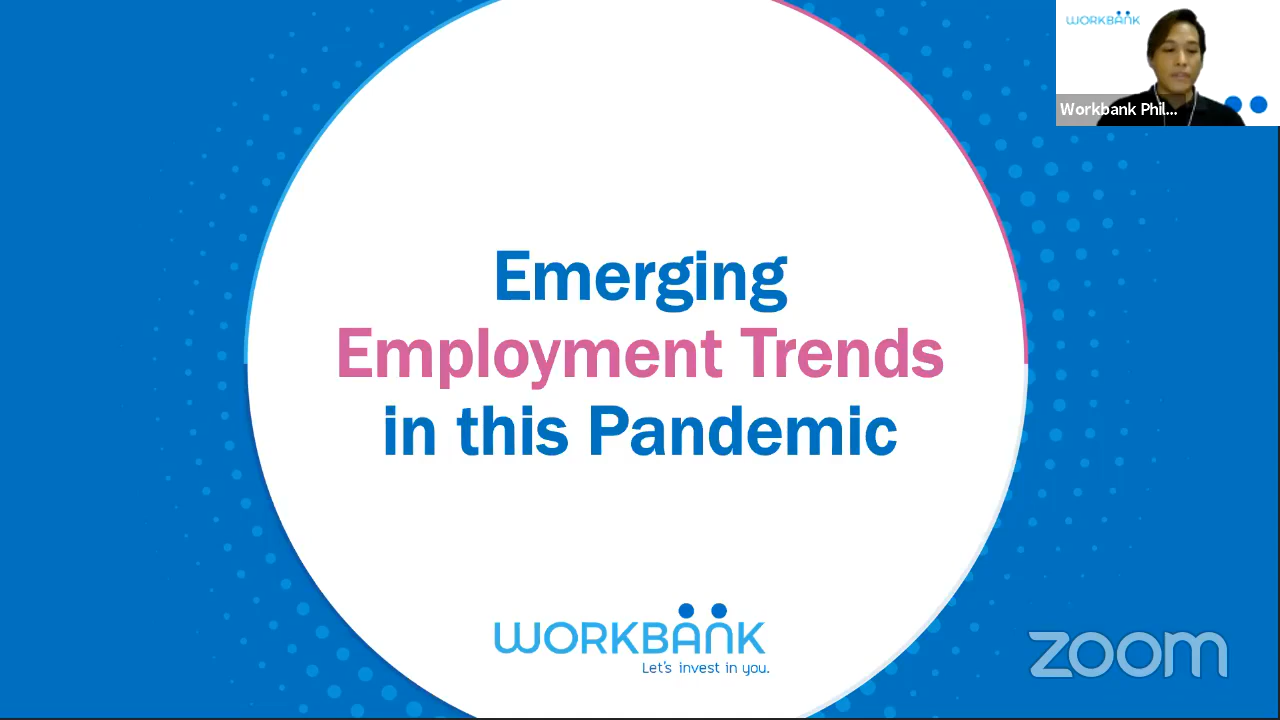 WORKBANK
Workbank Phil...
Emerging
Employment Trends
in this Pandemic
WORKBANK
Let's invest in you.
zoom